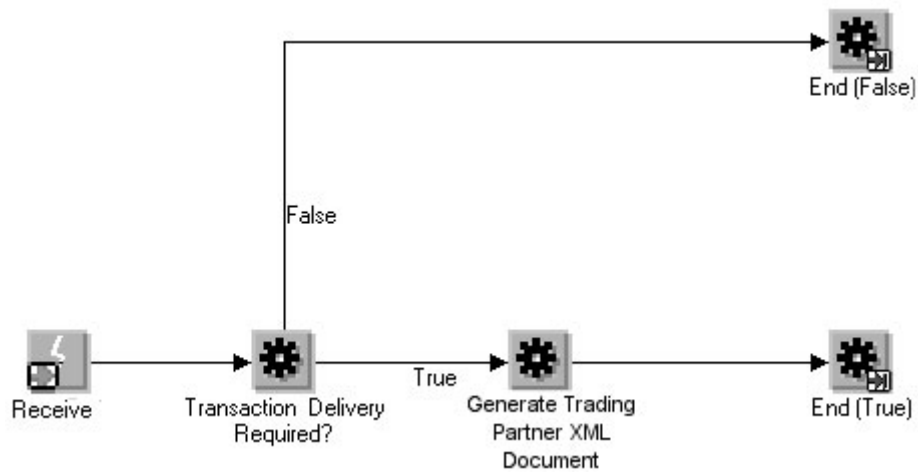 End (False)
False
True
Receive
Transaction Delivery
Required?
Generate Trading
Partner XML
Document
End (True)